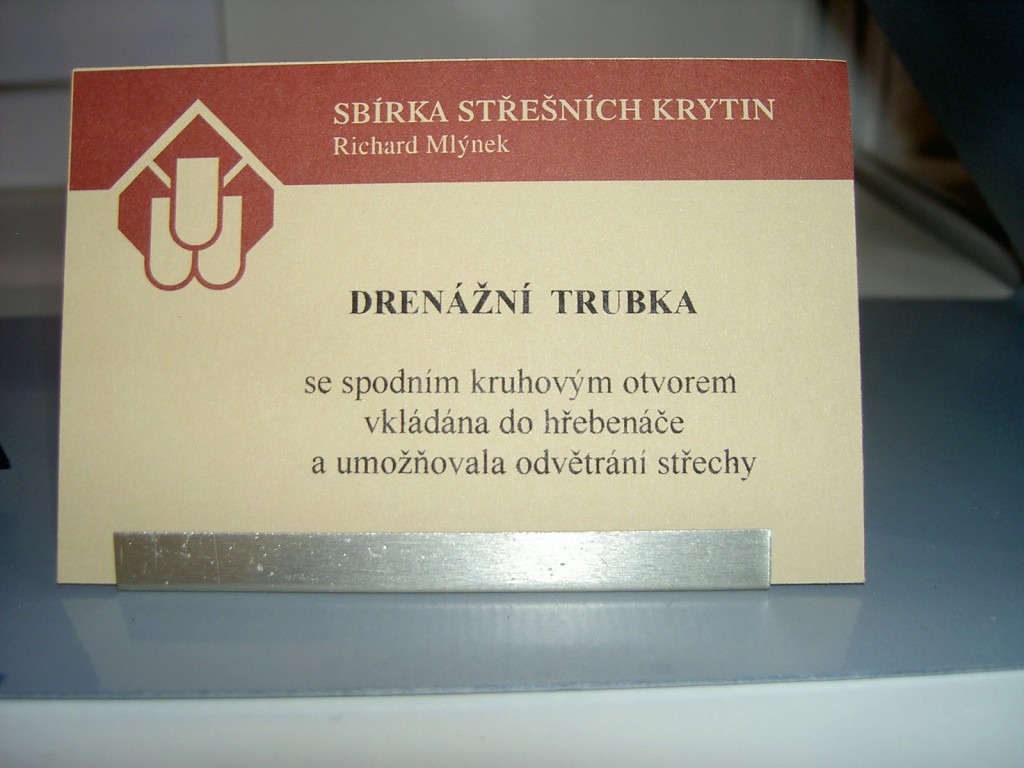 SBÍRKA STŘEŠNÍCH KRYTIN
Richard Mlýnek
DRENÁŽNÍ TRUBKA
se spodním kruhovým otvorem
vkládána do hřebenáče
a umožňovala odvětrání střechy